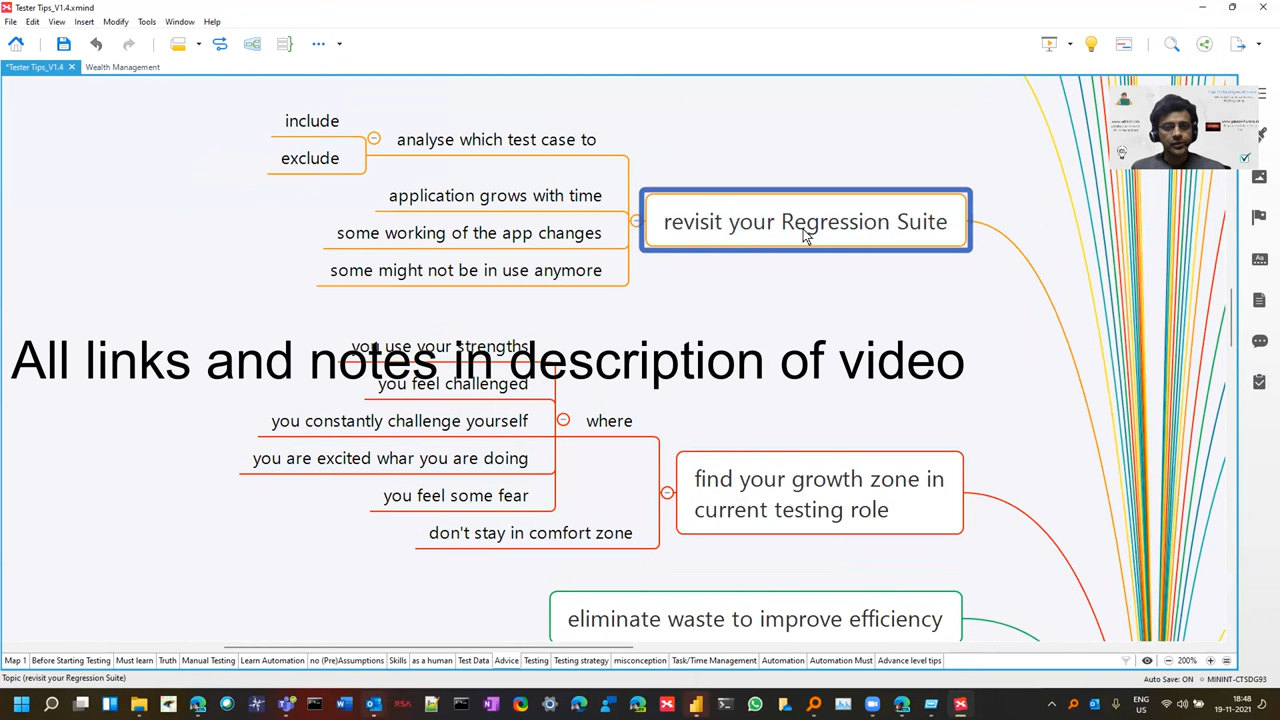 Tester Tips_V1.4.xmind
File Edit View Insert Modify Tools Window Help
*Tester Tips_V1.4 Wealth Management
include
exclude
analyse which test case to
application grows with time
some working of the app changes
some might not be in use anymore
revisit your Regression Suite
All links and notes in description of video
you use your strengths
you feel challenged
you constantly challenge yourself
you are excited whar you are doing
you feel some fear
where
don't stay in comfort zone
find your growth zone in
current testing role
eliminate waste to improve efficiency
Map 1 Before Starting Testing Must learn Truth Manual Testing Learn Automation no (Pre)Assumptions Skills as a human Test Data Advice Testing Testing strategy misconception Task/Time Management Automation Automation Must Advance level tips
200%
Topic (revisit your Regression Suite)
Auto Save: ON MININT-CTSDG93
RSA
ENG
US
18:48
19-11-2021